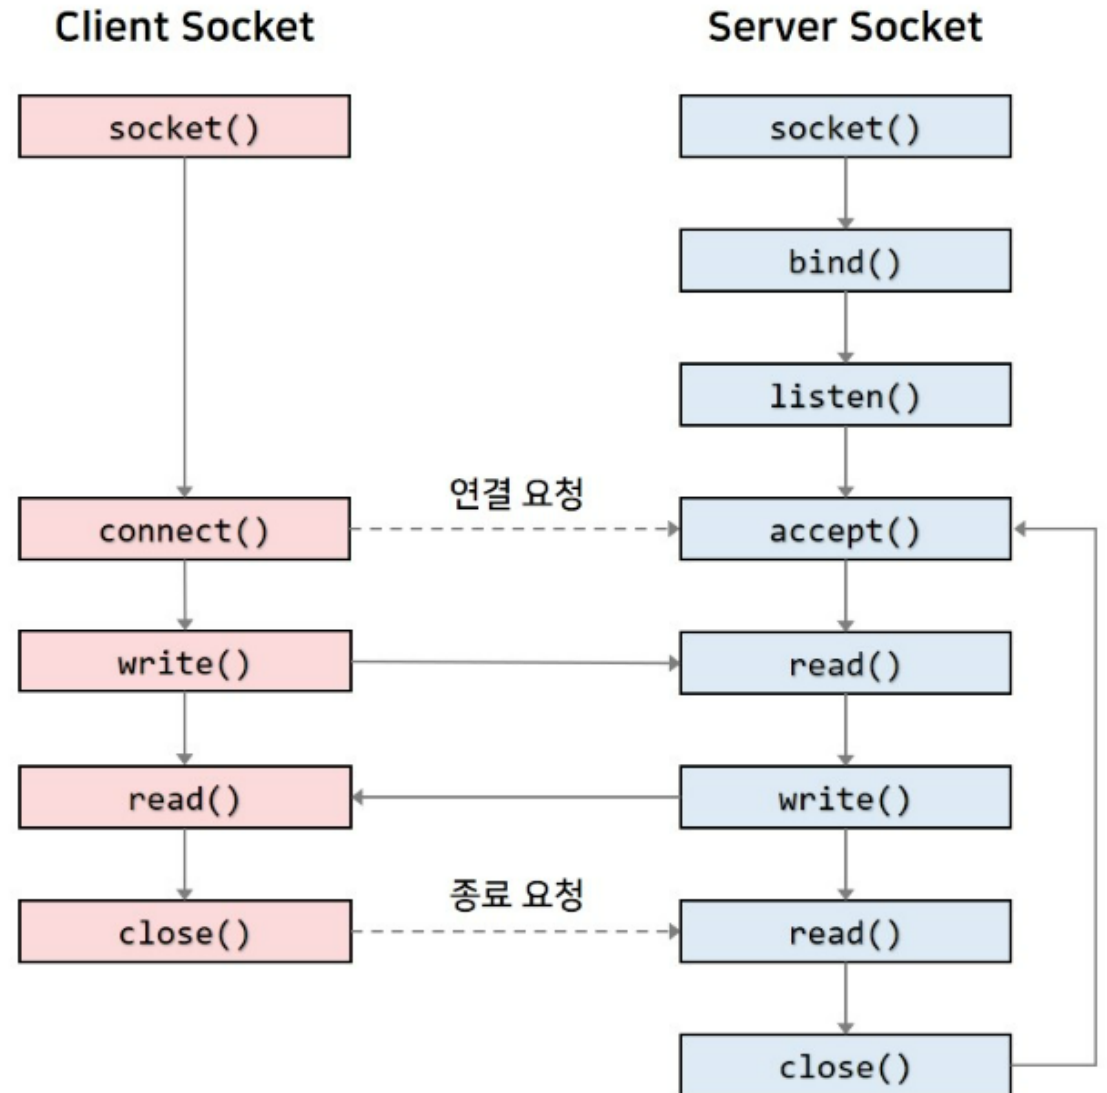 Client Socket
Server Socket
socket()
socket()
bind()
listen()
연결 요청
connect()
accept()
write()
read()
read()
write()
종료 요청
close()
read()
close()